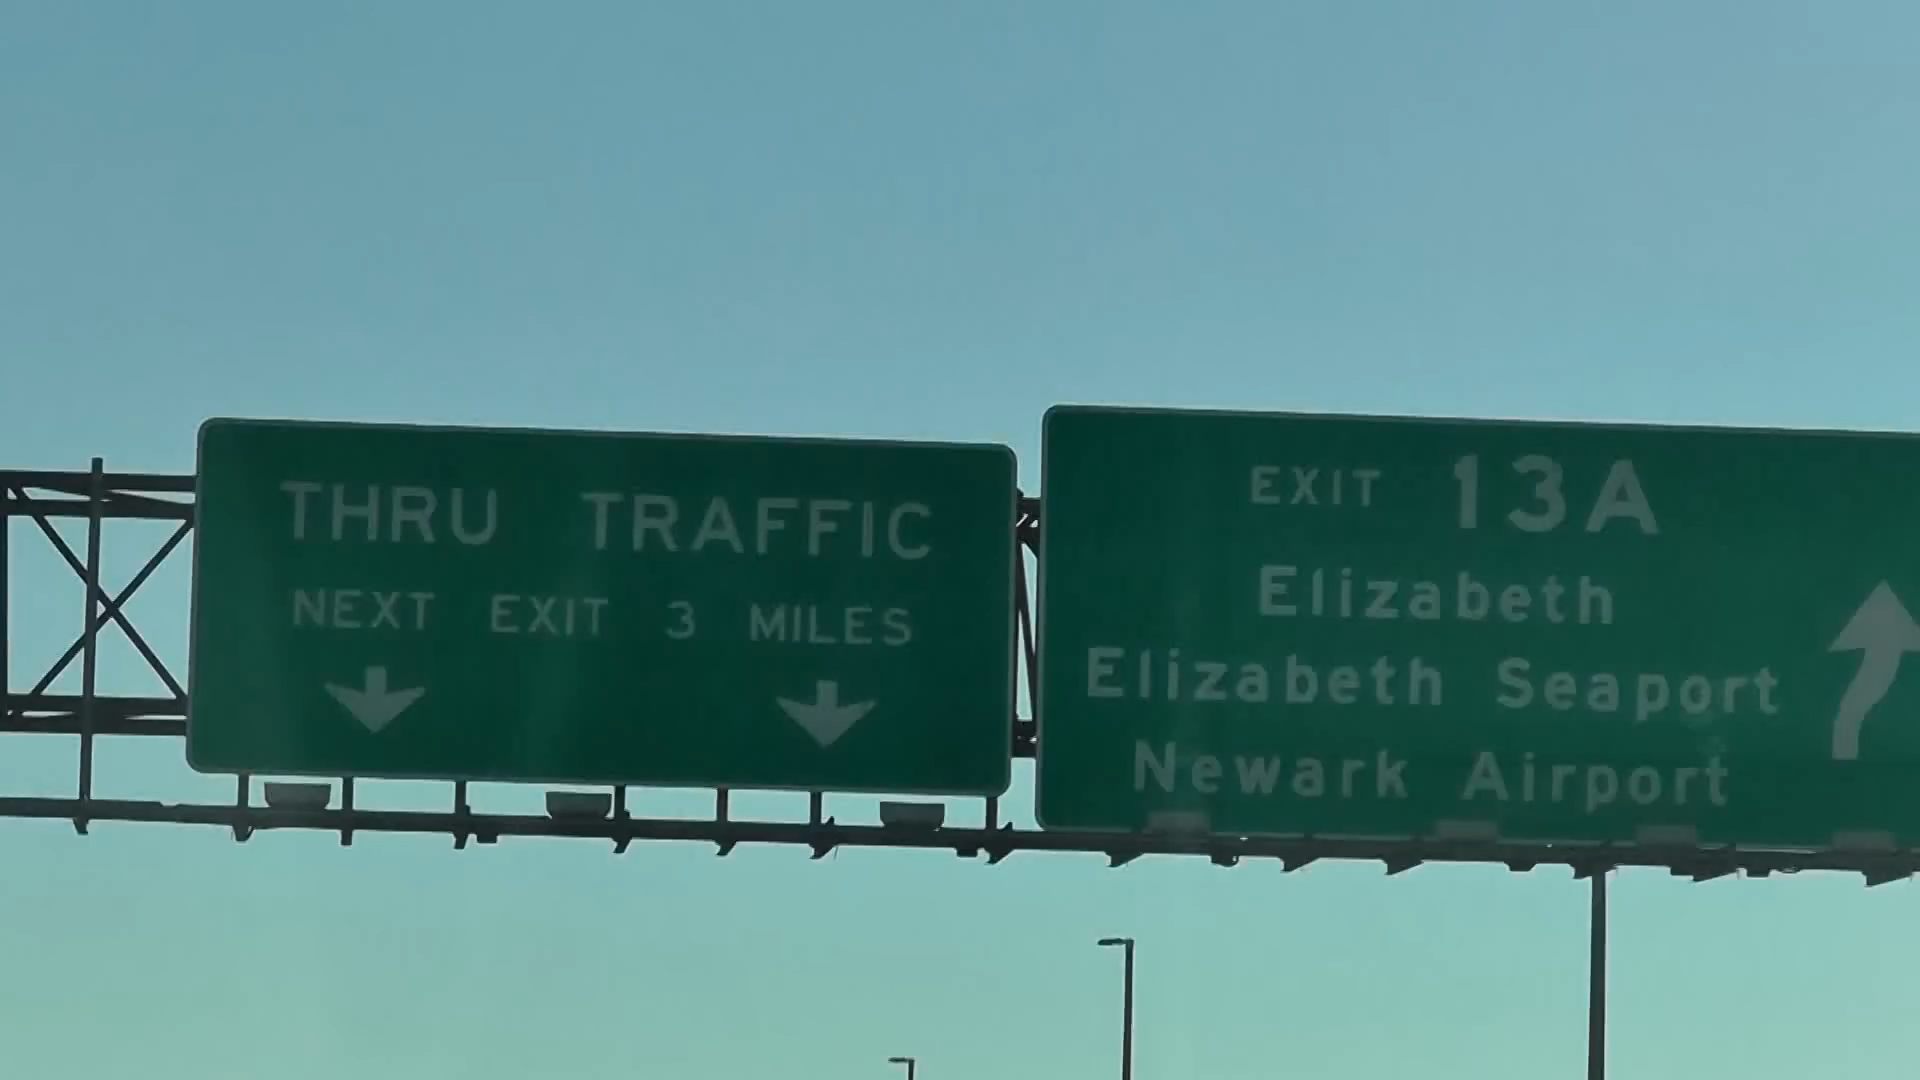 THRU TRAFFIC
NEXT EXIT 3 MILES
EXIT 13A
Elizabeth
Elizabeth Seaport
Newark Airport